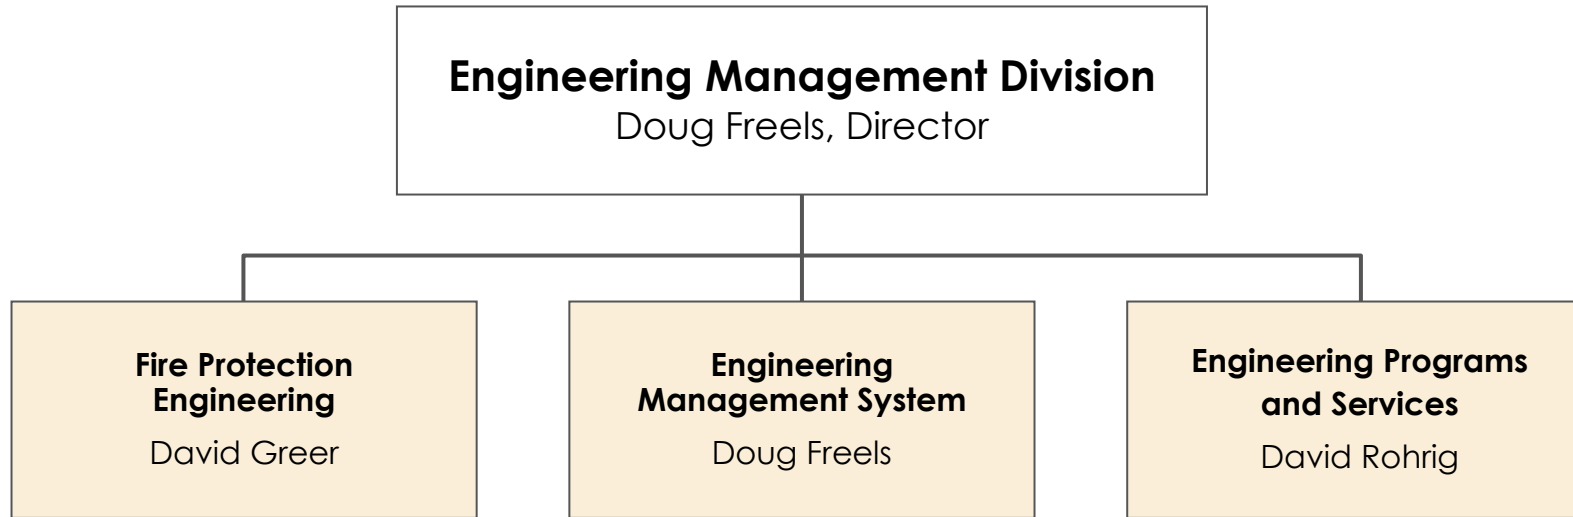 Engineering Management Division
Doug Freels, Director
Fire Protection
Engineering
David Greer
Engineering
Management System
Doug Freels
Engineering Programs
and Services
David Rohrig